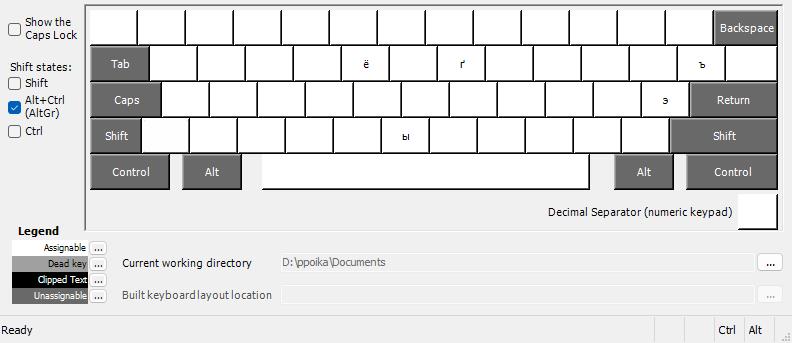 Show the
Caps Lock
Backspace
Shift states:
Tab ё ґ ъ
Shift
Caps э Return
Alt+Ctrl
(AltGr)
Ctrl
Shift ы Shift
Control Alt Alt Control
Decimal Separator (numeric keypad)
Legend
Assignable ...
Dead key ...
Clipped Text ...
Unassignable ...
Current working directory D:\ppoika\Documents ...
Built keyboard layout location ...
Ready Ctrl Alt